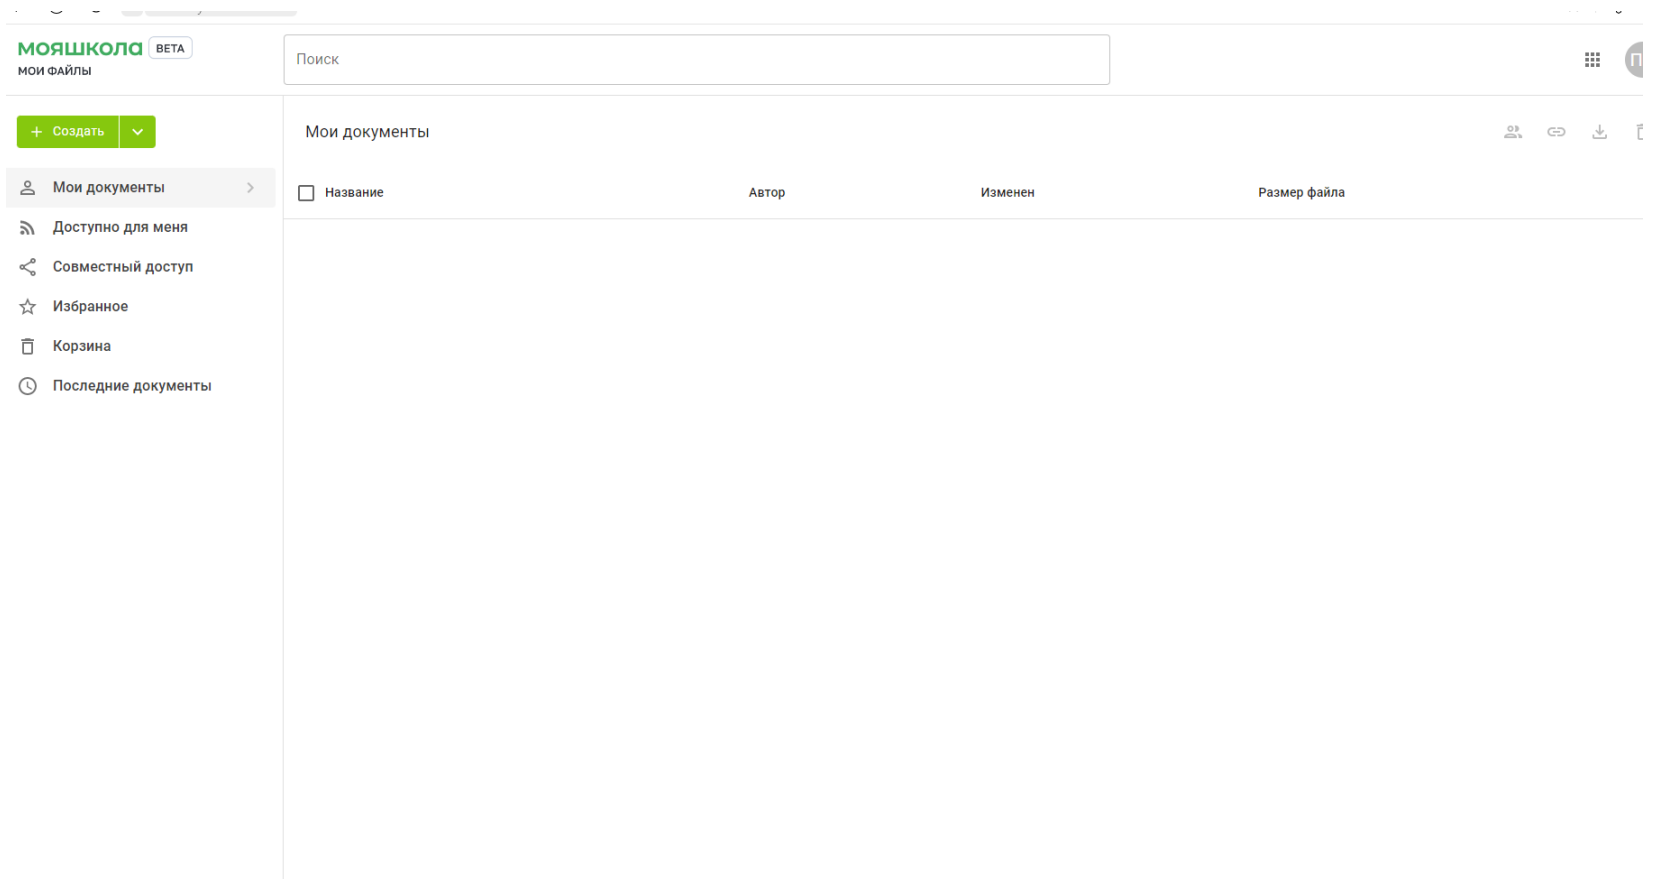 МОЯШКОЛА BETA
МОИ ФАЙЛЫ
Поиск
П
+ Создать
Мои документы
Мои документы
Доступно для меня
Совместный доступ
Избранное
Корзина
Последние документы
Название Автор Изменен Размер файла